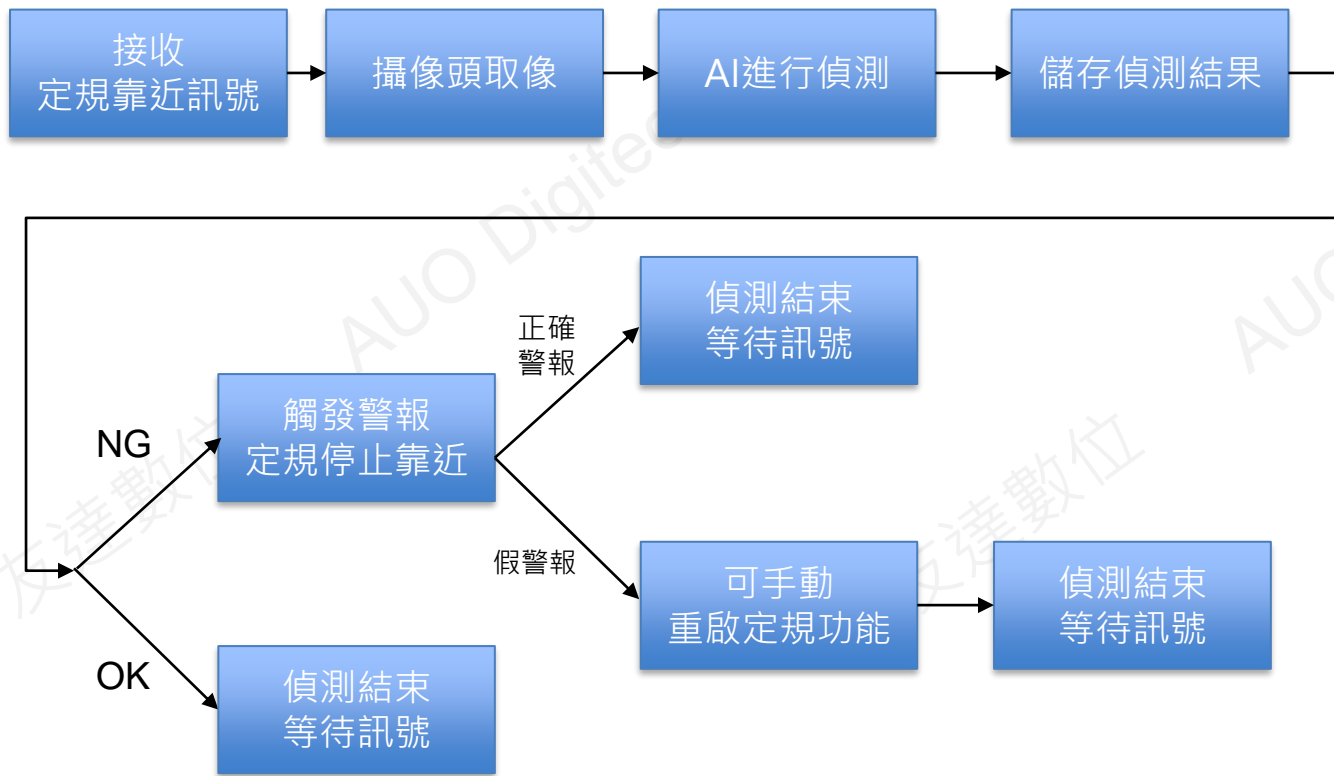 接收
定規靠近訊號
攝像頭取像
AI進行偵測
儲存偵測結果
偵測結束
等待訊號
正確
警報
觸發警報
定規停止靠近
NG
假警報
可手動
重啟定規功能
偵測結束
等待訊號
OK
偵測結束
等待訊號
AUO Digitec
AUO
友達數位
友達數位